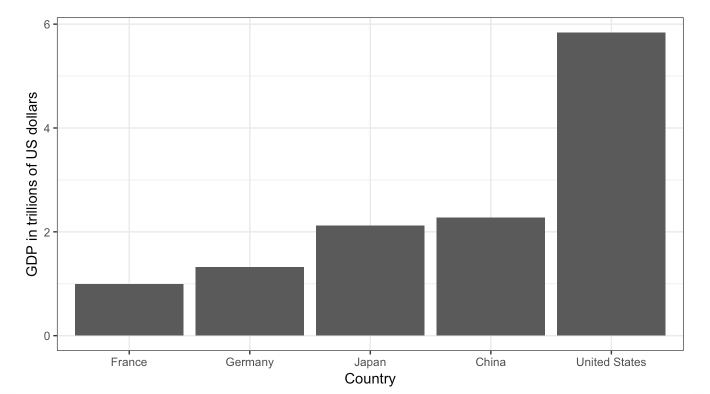 GDP in trillions of US dollars
6
4
2
0
France Germany Japan China United States
Country